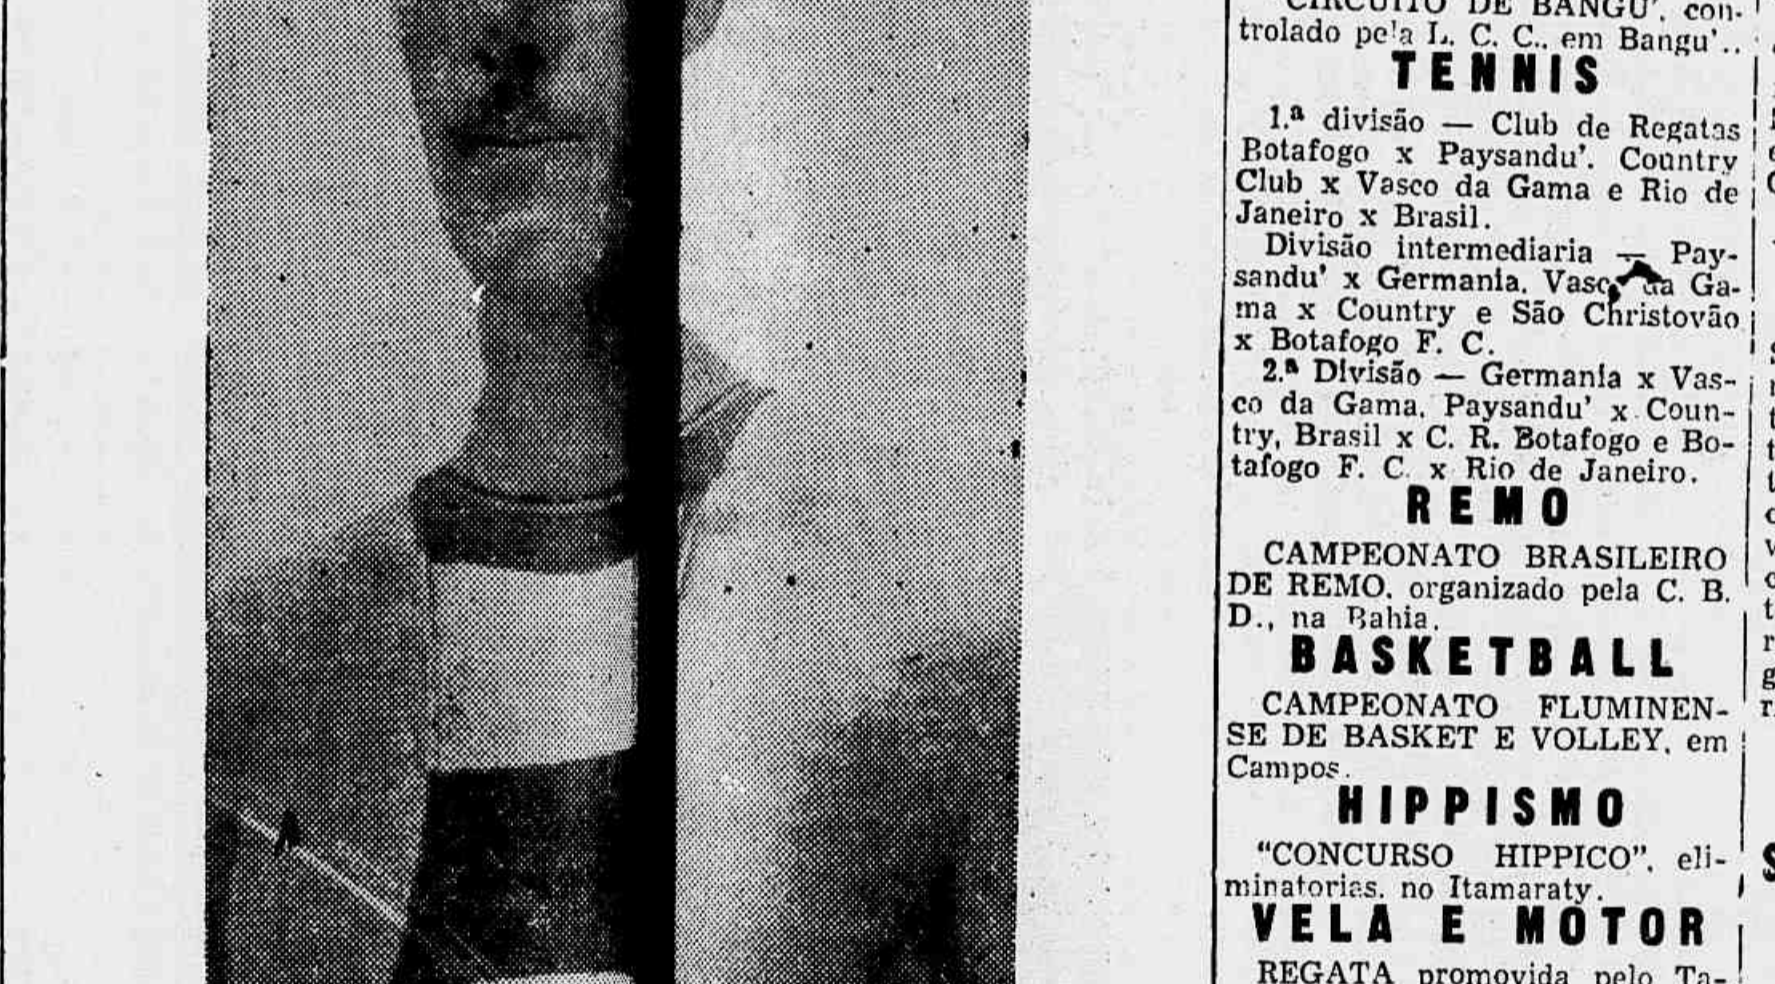 CIRCUITO DE BANGU', con-
trolado pela L. C. C., em Bangu'..
TENNIS
1.ª divisão — Club de Regatas
Botafogo x Paysandu'. Country
Club x Vasco da Gama e Rio de
Janeiro x Brasil.
Divisão intermediaria — Pay-
sandu' x Germania. Vasco da Ga-
ma x Country e São Christovão
x Botafogo F. C.
2.ª Divisão — Germania x Vas-
co da Gama. Paysandu' x Coun-
try, Brasil x C. R. Botafogo e Bo-
tafogo F. C. x Rio de Janeiro.
REMO
CAMPEONATO BRASILEIRO
DE REMO. organizado pela C. B.
D., na Bahia.
BASKETBALL
CAMPEONATO FLUMINEN-
SE DE BASKET E VOLLEY, em
Campos.
HIPPISMO
"CONCURSO HIPPICO", eli-
minatorias. no Itamaraty.
VELA E MOTOR
REGATA promovida pelo Ta-